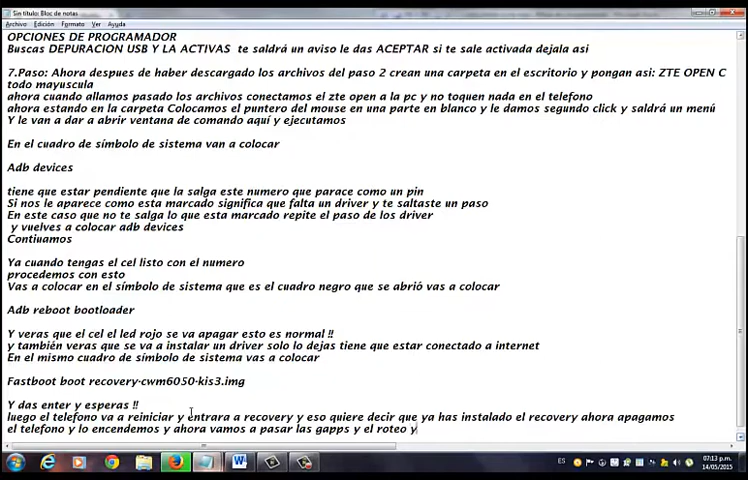 Sin título: Bloc de notas
Archivo Edición Formato Ver Ayuda
OPCIONES DE PROGRAMADOR
Buscas DEPURACION USB Y LA ACTIVAS te saldrá un aviso le das ACEPTAR si te sale activada dejala asi
7.Paso: Ahora despues de haber descargado los archivos del paso 2 crean una carpeta en el escritorio y pongan asi: ZTE OPEN C
todo mayuscula
ahora cuando allamos pasado los archivos conectamos el zte open a la pc y no toquen nada en el telefono
ahora estando en la carpeta Colocamos el puntero del mouse en una parte en blanco y le damos segundo click y saldrá un menú
Y le van a dar a abrir ventana de comando aquí y ejecutamos
En el cuadro de símbolo de sistema van a colocar
Adb devices
tiene que estar pendiente que la salga este numero que parace como un pin
Si nos le aparece como esta marcado significa que falta un driver y te saltaste un paso
En este caso que no te salga lo que esta marcado repite el paso de los driver
y vuelves a colocar adb devices
Contiuamos
Ya cuando tengas el cel listo con el numero
procedemos con esto
Vas a colocar en el símbolo de sistema que es el cuadro negro que se abrió vas a colocar
Adb reboot bootloader
Y veras que el cel el led rojo se va apagar esto es normal !!
y también veras que se va a instalar un driver solo lo dejas tiene que estar conectado a internet
En el mismo cuadro de símbolo de sistema vas a colocar
Fastboot boot recovery-cwm6050-kis3.img
Y das enter y esperas !!
luego el telefono va a reiniciar y entrara a recovery y eso quiere decir que ya has instalado el recovery ahora apagamos
el telefono y lo encendemos y ahora vamos a pasar las gapps y el roteo y
ES
07:13 p.m.
14/05/2015